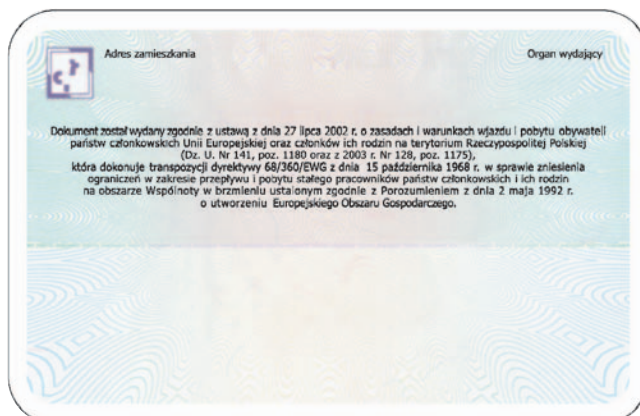 Adres zamieszkania
Organ wydający
Dokument został wydany zgodnie z ustawą z dnia 27 lipca 2002 r. o zasadach i warunkach wjazdu i pobytu obywateli
państw członkowskich Unii Europejskiej oraz członków ich rodzin na terytorium Rzeczypospolitej Polskiej
(Dz. U. Nr 141, poz. 1180 oraz z 2003 r. Nr 128, poz. 1175),
która dokonuje transpozycji dyrektywy 68/360/EWG z dnia 15 października 1968 r. w sprawie zniesienia
ograniczeń w zakresie przepływu i pobytu stałego pracowników państw członkowskich i ich rodzin
na obszarze Wspólnoty w brzmieniu ustalonym zgodnie z Porozumieniem z dnia 2 maja 1992 r.
o utworzeniu Europejskiego Obszaru Gospodarczego.